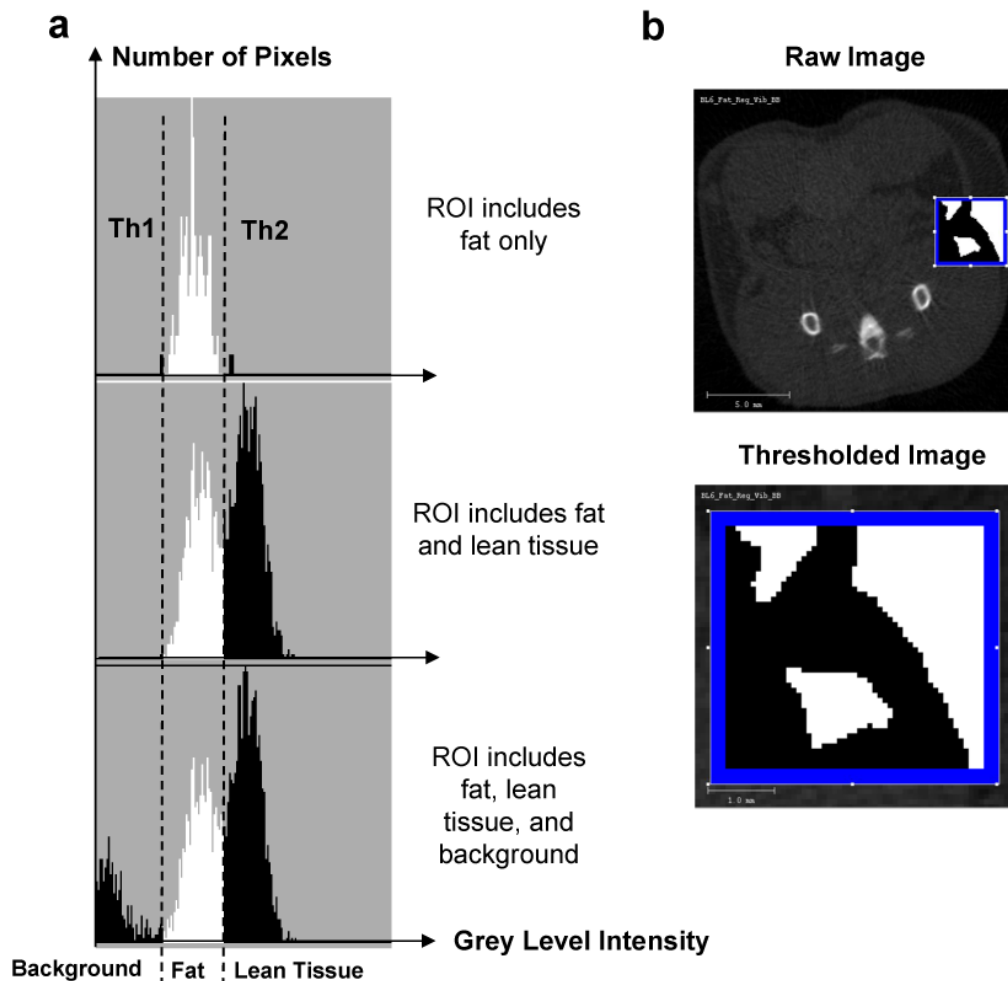 a
Number of Pixels
Th1
Th2
ROI includes
fat only
ROI includes fat
and lean tissue
ROI includes
fat, lean
tissue, and
background
Grey Level Intensity
Background
Fat
Lean Tissue
b
Raw Image
BL6_Fat_Reg_Vib_BB
5.0 mm
Thresholded Image
BL6_Fat_Reg_Vib_BB
1.0 mm